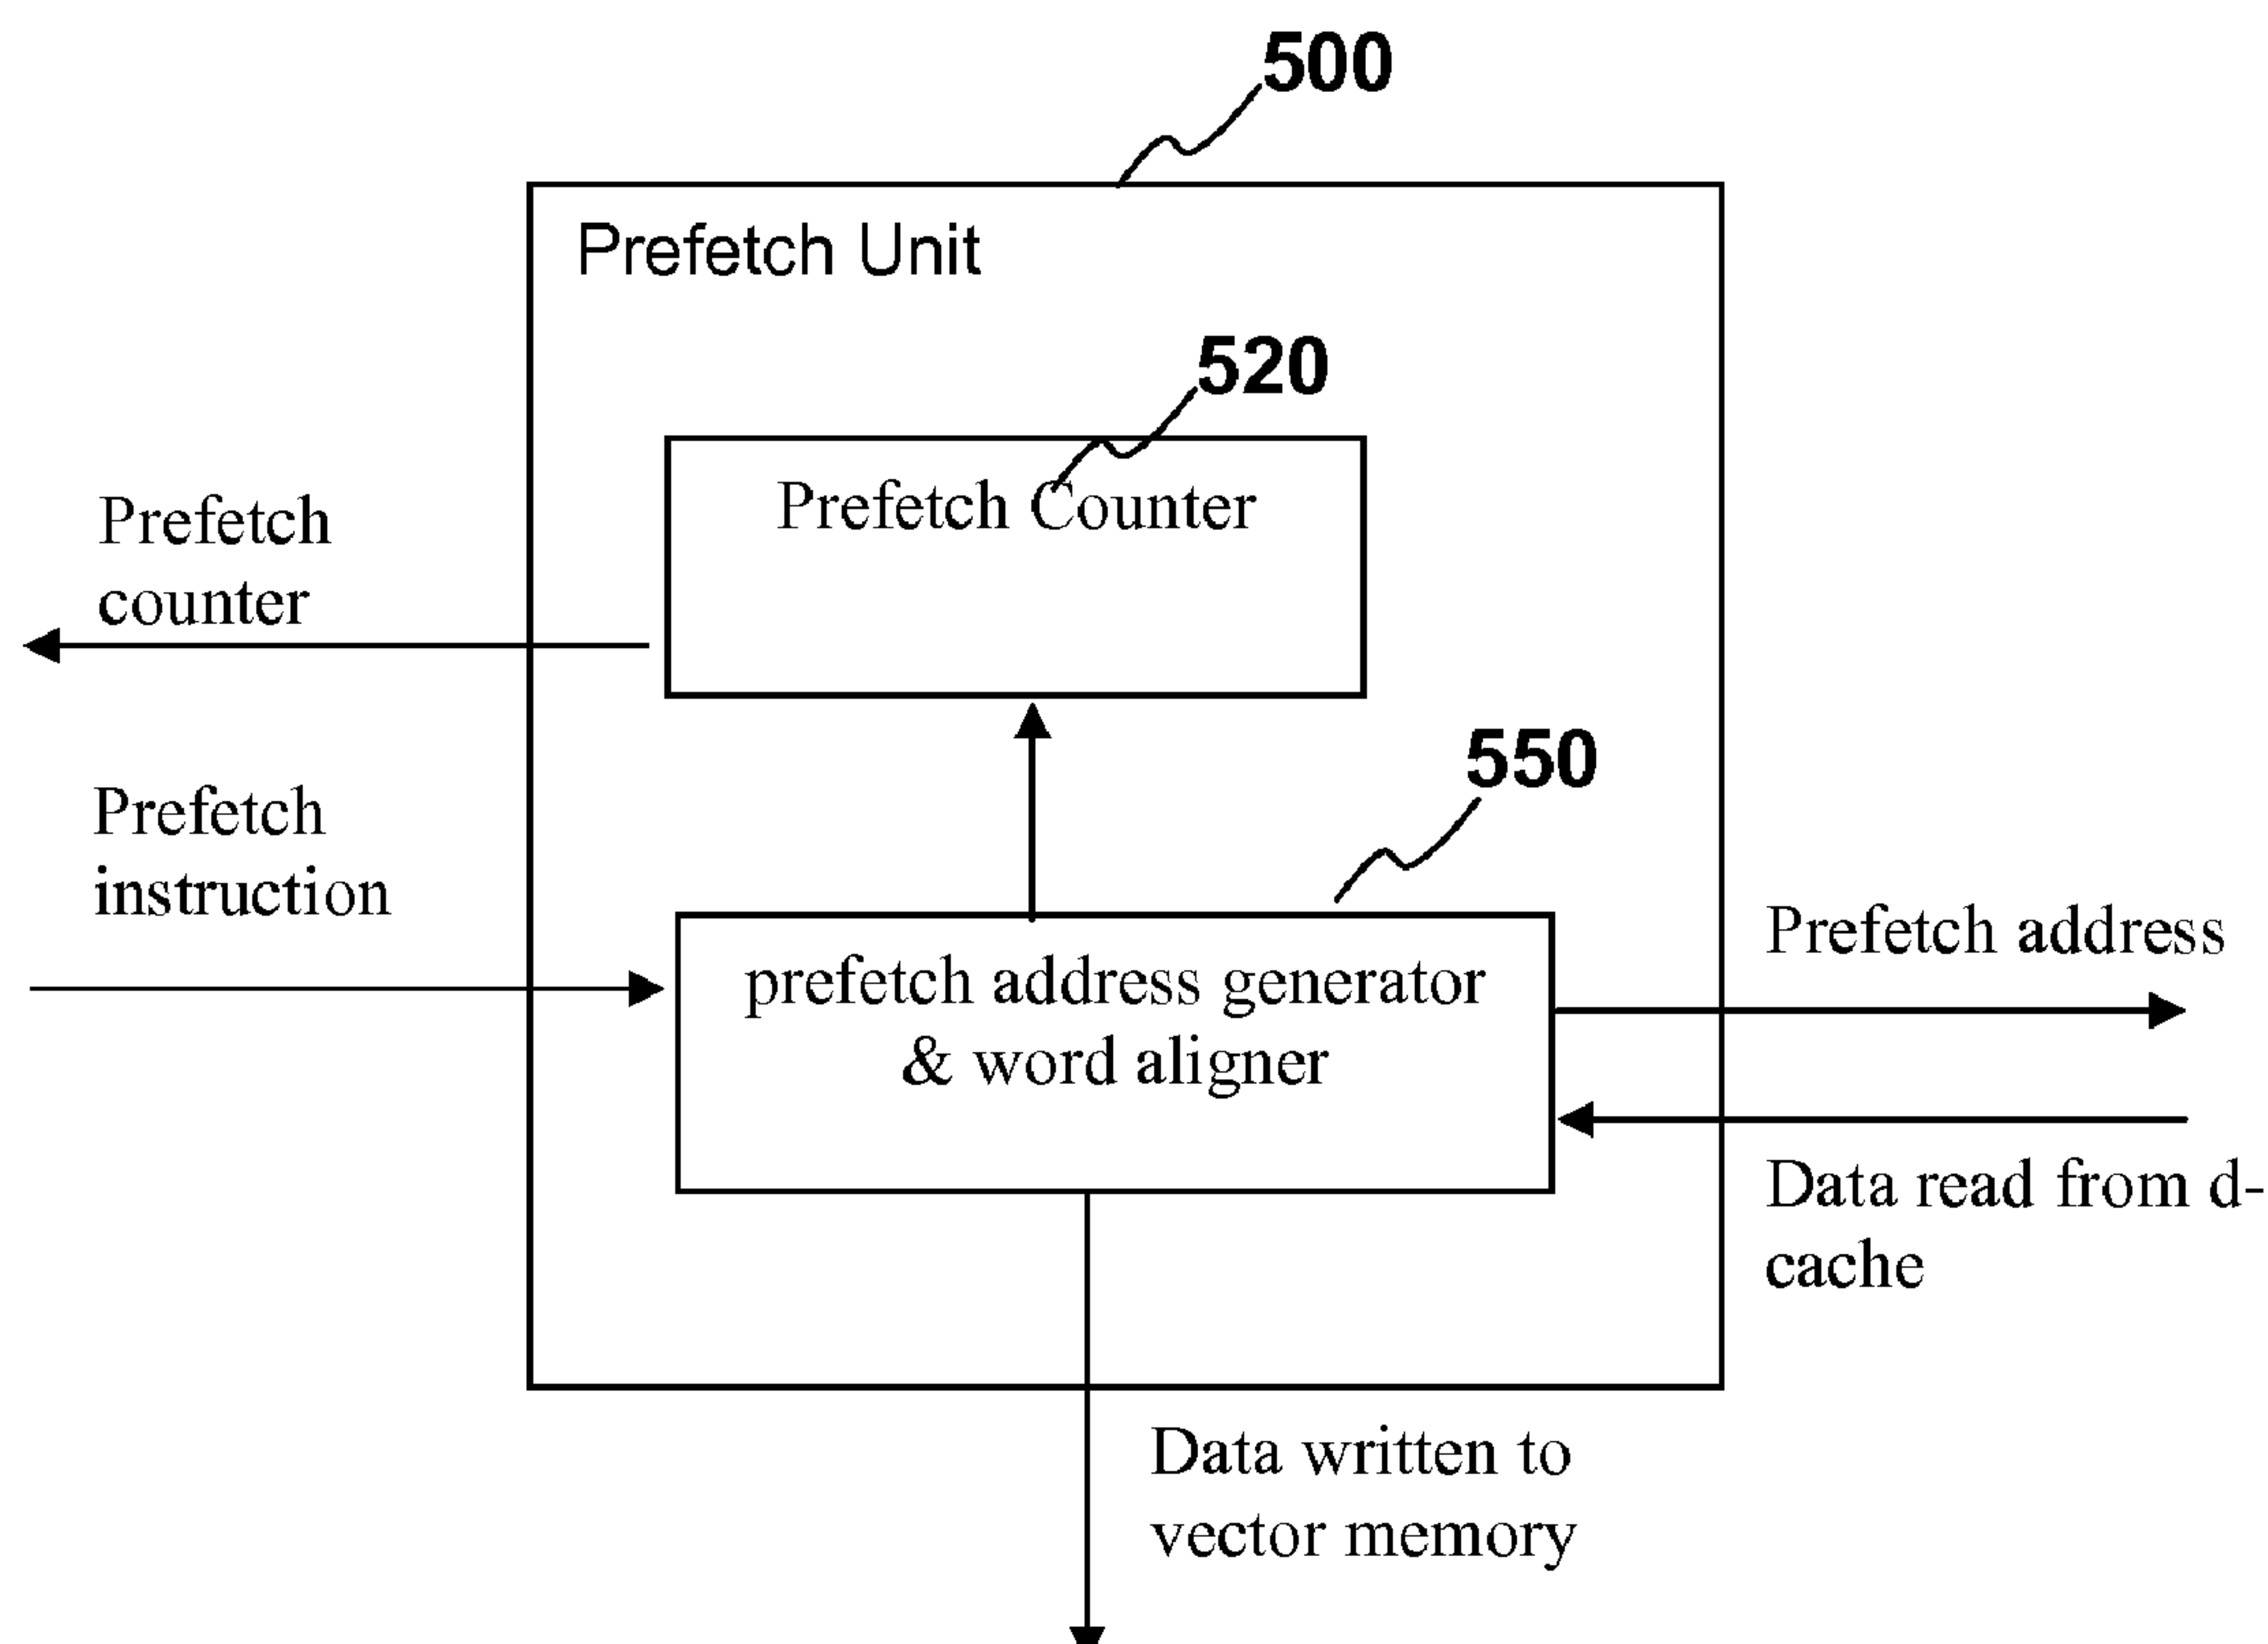 500
Prefetch Unit
520
Prefetch Counter
Prefetch
counter
550
Prefetch
instruction
prefetch address generator
& word aligner
Prefetch address
Data read from d-
cache
Data written to
vector memory